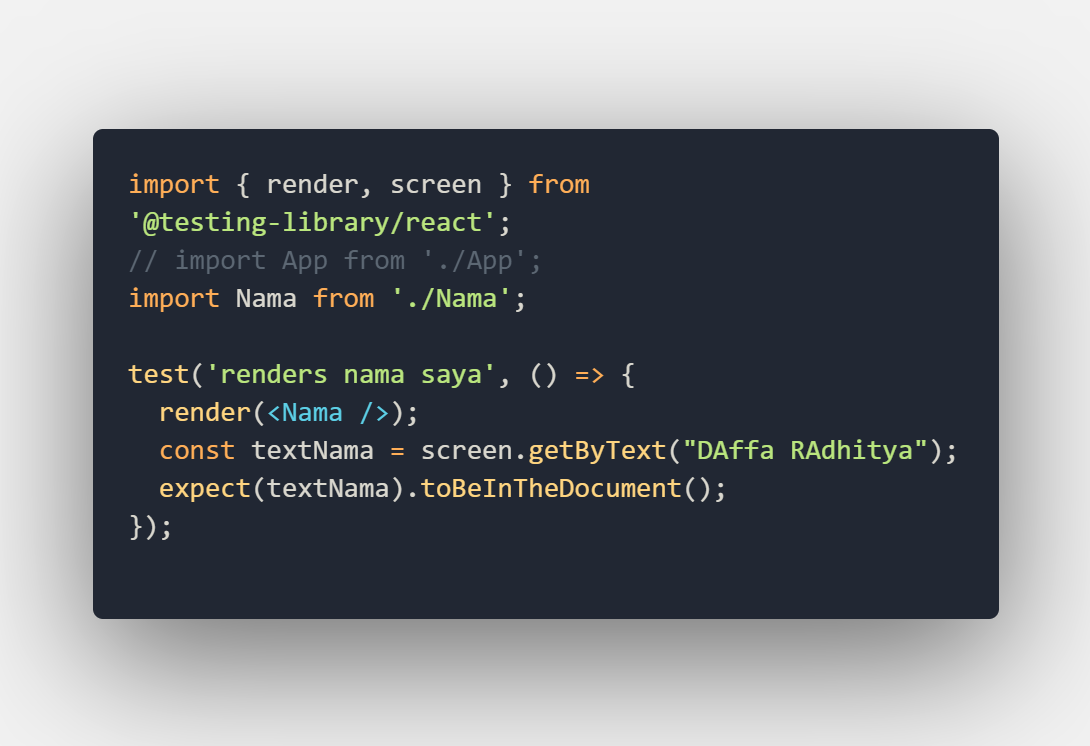 import { render, screen } from
'@testing-library/react';
// import App from './App';
import Nama from './Nama';

test('renders nama saya', () => {
  render(<Nama />);
  const textNama = screen.getByText("DAffa RAdhitya");
  expect(textNama).toBeInTheDocument();
});